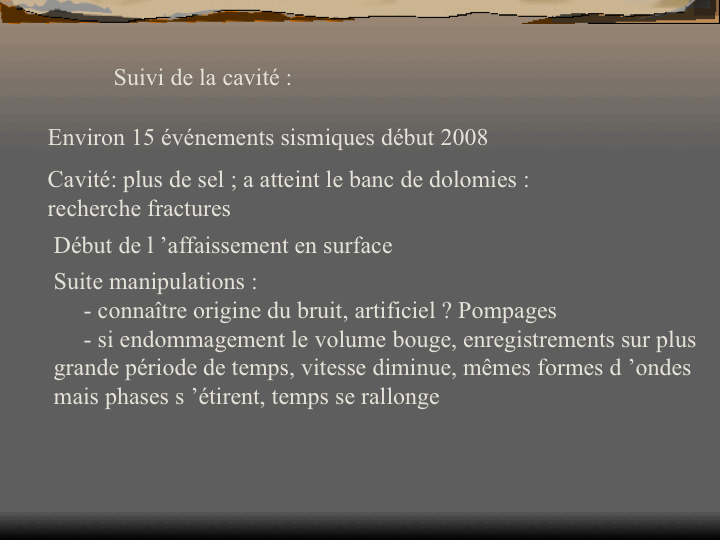 Suivi de la cavité :
Environ 15 événements sismiques début 2008
Cavité: plus de sel ; a atteint le banc de dolomies :
recherche fractures
Début de l ’affaissement en surface
Suite manipulations :
- connaître origine du bruit, artificiel ? Pompages
- si endommagement le volume bouge, enregistrements sur plus
grande période de temps, vitesse diminue, mêmes formes d ’ondes
mais phases s ’étirent, temps se rallonge